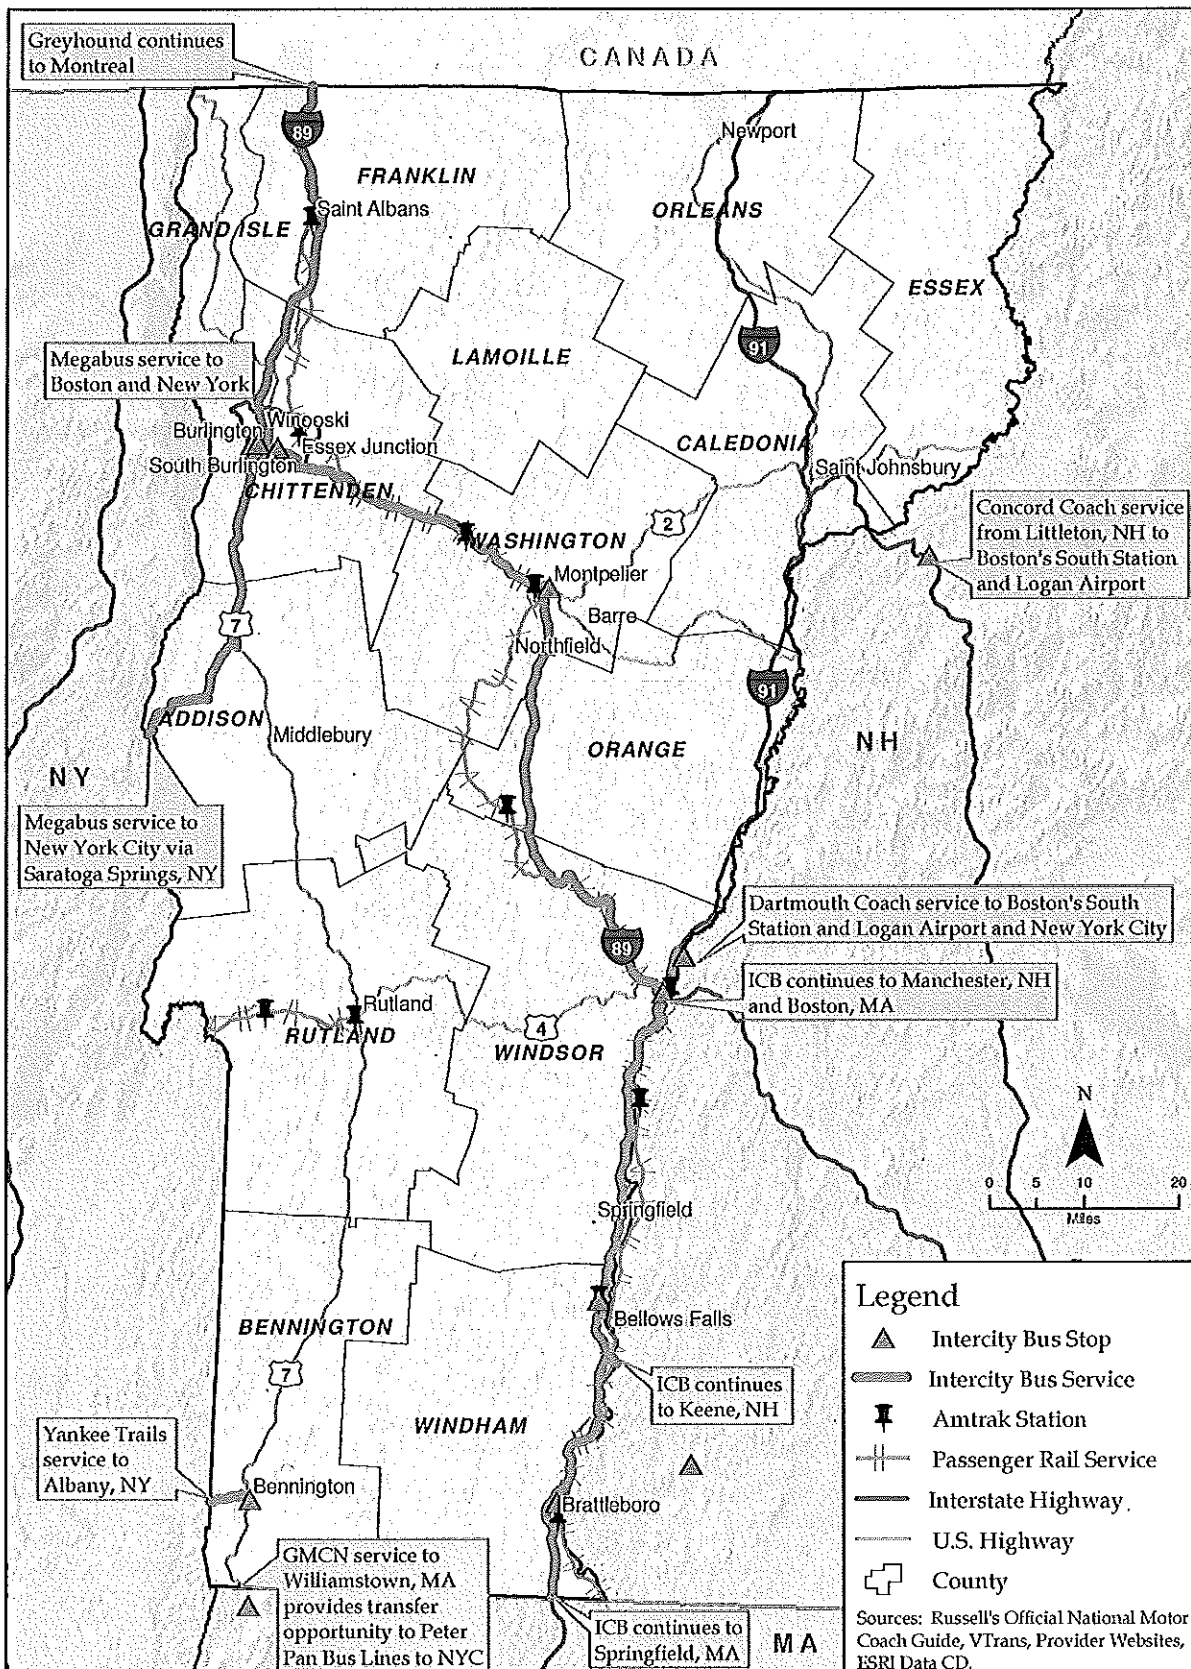 Greyhound continues
to Montreal
CANADA
89
Newport
FRANKLIN
ORLEANS
Saint Albans
GRAND ISLE
ESSEX
91
Megabus service to
Boston and New York
LAMOILLE
Winooski
Burlington
Essex Junction
CALEDONIA
South Burlington
Saint Johnsbury
CHITTENDEN
2
WASHINGTON
Concord Coach service
from Littleton, NH to
Boston's South Station
and Logan Airport
Montpelier
Barre
7
Northfield
91
ADDISON
Middlebury
ORANGE
NH
NY
Megabus service to
New York City via
Saratoga Springs, NY
Dartmouth Coach service to Boston's South
Station and Logan Airport and New York City
89
ICB continues to Manchester, NH
and Boston, MA
Rutland
RUTLAND
4
WINDSOR
N
0 5 10 20
Miles
Springfield
Bellows Falls
BENNINGTON
7
ICB continues
to Keene, NH
WINDHAM
Yankee Trails
service to
Albany, NY
Bennington
Brattleboro
GMCN service to
Williamstown, MA
provides transfer
opportunity to Peter
Pan Bus Lines to NYC
ICB continues to
Springfield, MA
MA
Legend
Intercity Bus Stop
Intercity Bus Service
Amtrak Station
Passenger Rail Service
Interstate Highway
U.S. Highway
County
Sources: Russell's Official National Motor
Coach Guide, VTrans, Provider Websites,
ESRI Data CD.